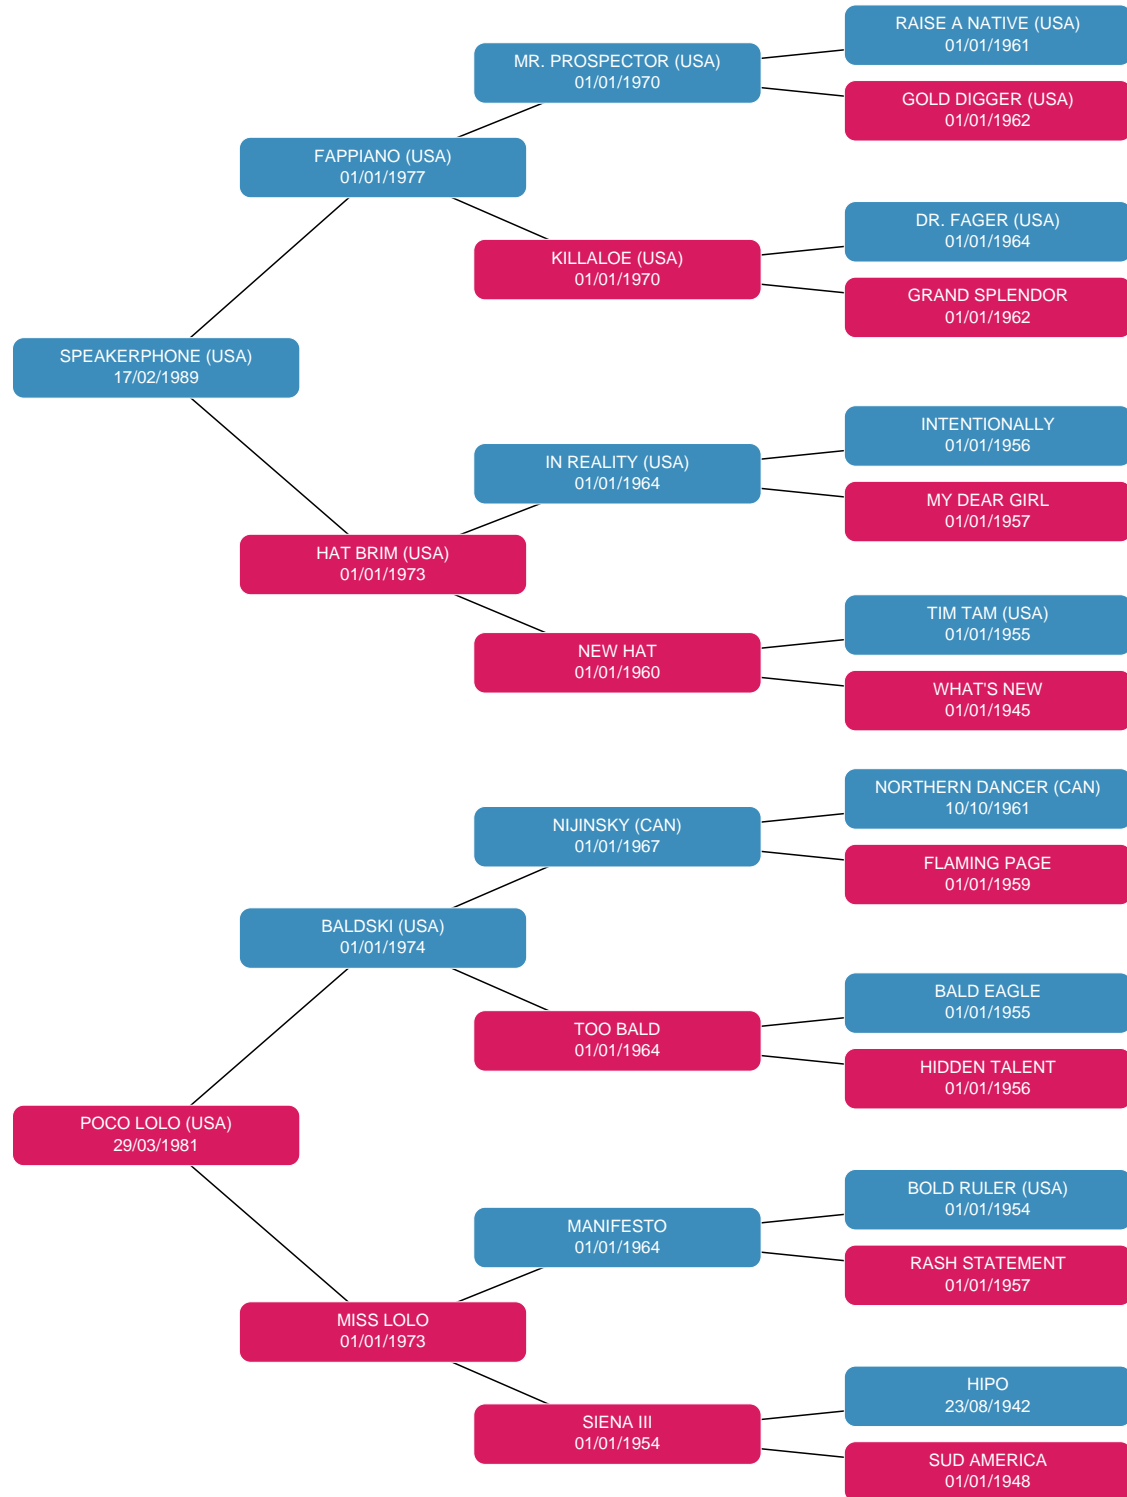 RAISE A NATIVE (USA)
01/01/1961
MR. PROSPECTOR (USA)
01/01/1970
GOLD DIGGER (USA)
01/01/1962
FAPPIANO (USA)
01/01/1977
DR. FAGER (USA)
01/01/1964
KILLALOE (USA)
01/01/1970
GRAND SPLENDOR
01/01/1962
SPEAKERPHONE (USA)
17/02/1989
INTENTIONALLY
01/01/1956
IN REALITY (USA)
01/01/1964
MY DEAR GIRL
01/01/1957
HAT BRIM (USA)
01/01/1973
TIM TAM (USA)
01/01/1955
NEW HAT
01/01/1960
WHAT'S NEW
01/01/1945
NORTHERN DANCER (CAN)
10/10/1961
NIJINSKY (CAN)
01/01/1967
FLAMING PAGE
01/01/1959
BALDSKI (USA)
01/01/1974
BALD EAGLE
01/01/1955
TOO BALD
01/01/1964
HIDDEN TALENT
01/01/1956
POCO LOLO (USA)
29/03/1981
BOLD RULER (USA)
01/01/1954
MANIFESTO
01/01/1964
RASH STATEMENT
01/01/1957
MISS LOLO
01/01/1973
HIPO
23/08/1942
SIENA III
01/01/1954
SUD AMERICA
01/01/1948